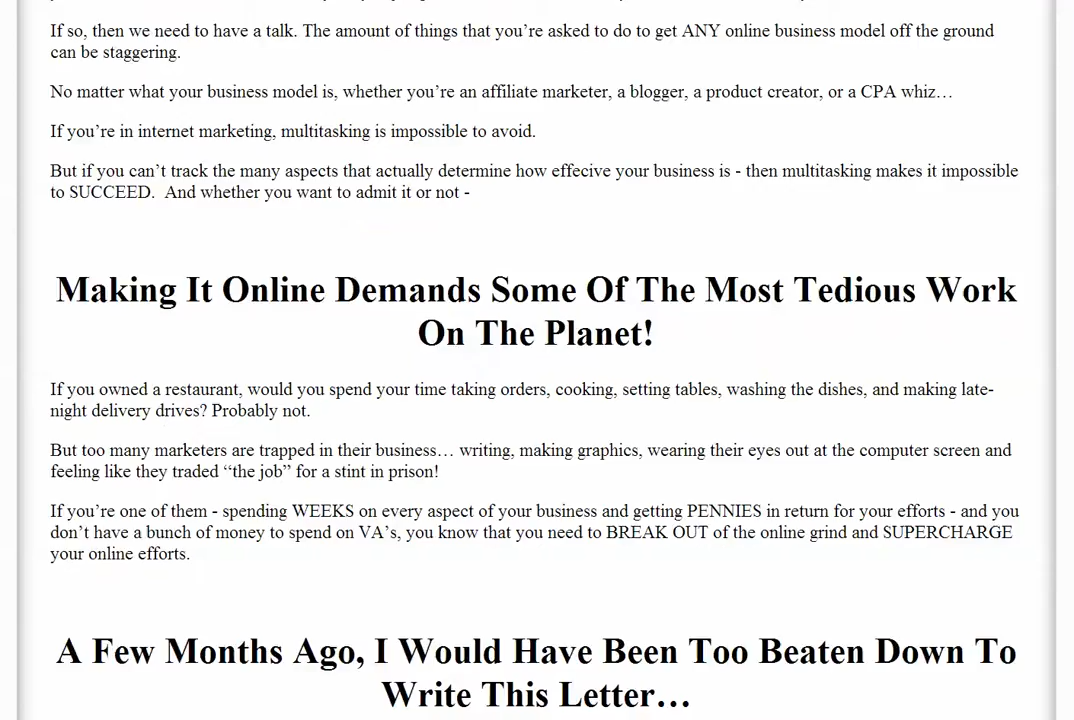 If so, then we need to have a talk. The amount of things that you’re asked to do to get ANY online business model off the ground
can be staggering.
No matter what your business model is, whether you’re an affiliate marketer, a blogger, a product creator, or a CPA whiz…
If you’re in internet marketing, multitasking is impossible to avoid.
But if you can’t track the many aspects that actually determine how effecive your business is - then multitasking makes it impossible
to SUCCEED.  And whether you want to admit it or not -
Making It Online Demands Some Of The Most Tedious Work
On The Planet!
If you owned a restaurant, would you spend your time taking orders, cooking, setting tables, washing the dishes, and making late-
night delivery drives? Probably not.
But too many marketers are trapped in their business… writing, making graphics, wearing their eyes out at the computer screen and
feeling like they traded “the job” for a stint in prison!
If you’re one of them - spending WEEKS on every aspect of your business and getting PENNIES in return for your efforts - and you
don’t have a bunch of money to spend on VA’s, you know that you need to BREAK OUT of the online grind and SUPERCHARGE
your online efforts.
A Few Months Ago, I Would Have Been Too Beaten Down To
Write This Letter…